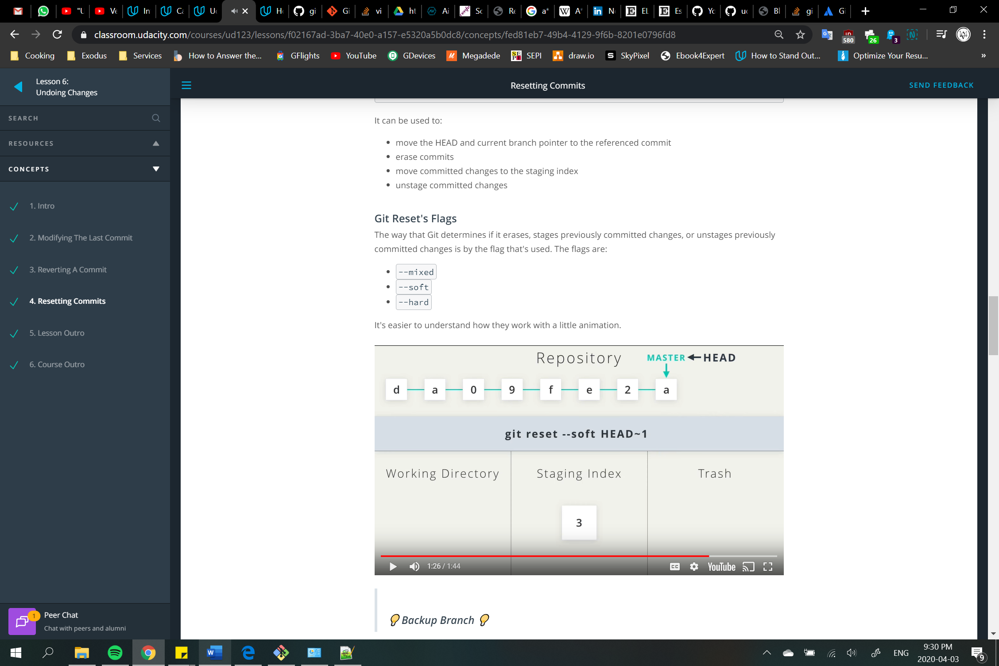 "U
Ve
In
Ca
Ud
H
gi
Gi
vi
ht
Ai
Sc
Re
a*
A*
N
EL
Es
Yo
uc
Bl
gi
G
classroom.udacity.com/courses/ud123/lessons/f02167ad-3ba7-40e0-a157-e5320a5b0dc8/concepts/fed81eb7-49b4-4129-9f6b-8201e0796fd8
580
26
3
Cooking
Exodus
Services
How to Answer the...
GFlights
YouTube
GDevices
Megadede
SEPI
draw.io
SkyPixel
Ebook4Expert
How to Stand Out...
Optimize Your Resu...
»
Lesson 6:
Undoing Changes
Resetting Commits
SEND FEEDBACK
SEARCH
RESOURCES
CONCEPTS
1. Intro
2. Modifying The Last Commit
3. Reverting A Commit
4. Resetting Commits
5. Lesson Outro
6. Course Outro
1
Peer Chat
Chat with peers and alumni
It can be used to:
• move the HEAD and current branch pointer to the referenced commit
• erase commits
• move committed changes to the staging index
• unstage committed changes
Git Reset's Flags
The way that Git determines if it erases, stages previously committed changes, or unstages previously
committed changes is by the flag that's used. The flags are:
• --mixed
• --soft
• --hard
It's easier to understand how they work with a little animation.
Repository
MASTER
HEAD
d a 0 9 f e 2 a
git reset --soft HEAD~1
Working Directory
Staging Index
Trash
3
1:26 / 1:44
CC
YouTube
Backup Branch
ENG
9:30 PM
2020-04-03
9